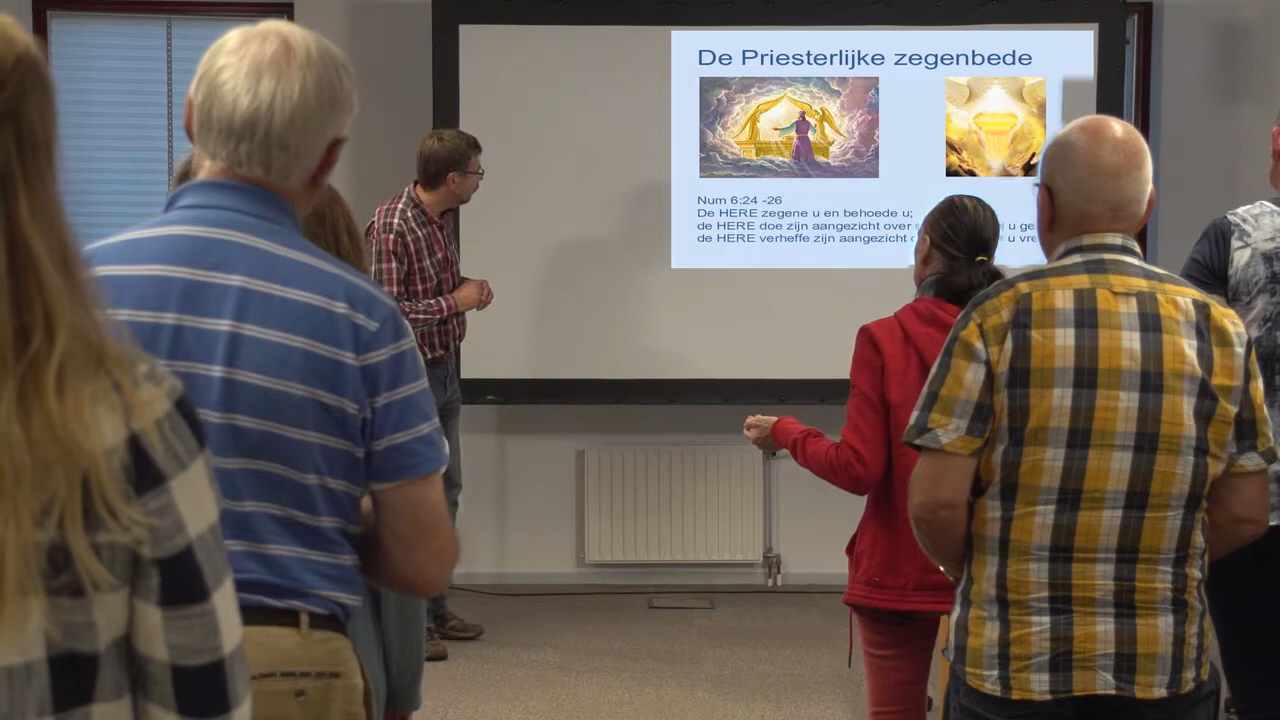 De Priesterlijke zegenbede
Num 6:24 -26
De HERE zegene u en behoede u;
de HERE doe zijn aangezicht over u
de HERE verheffe zijn aangezicht u